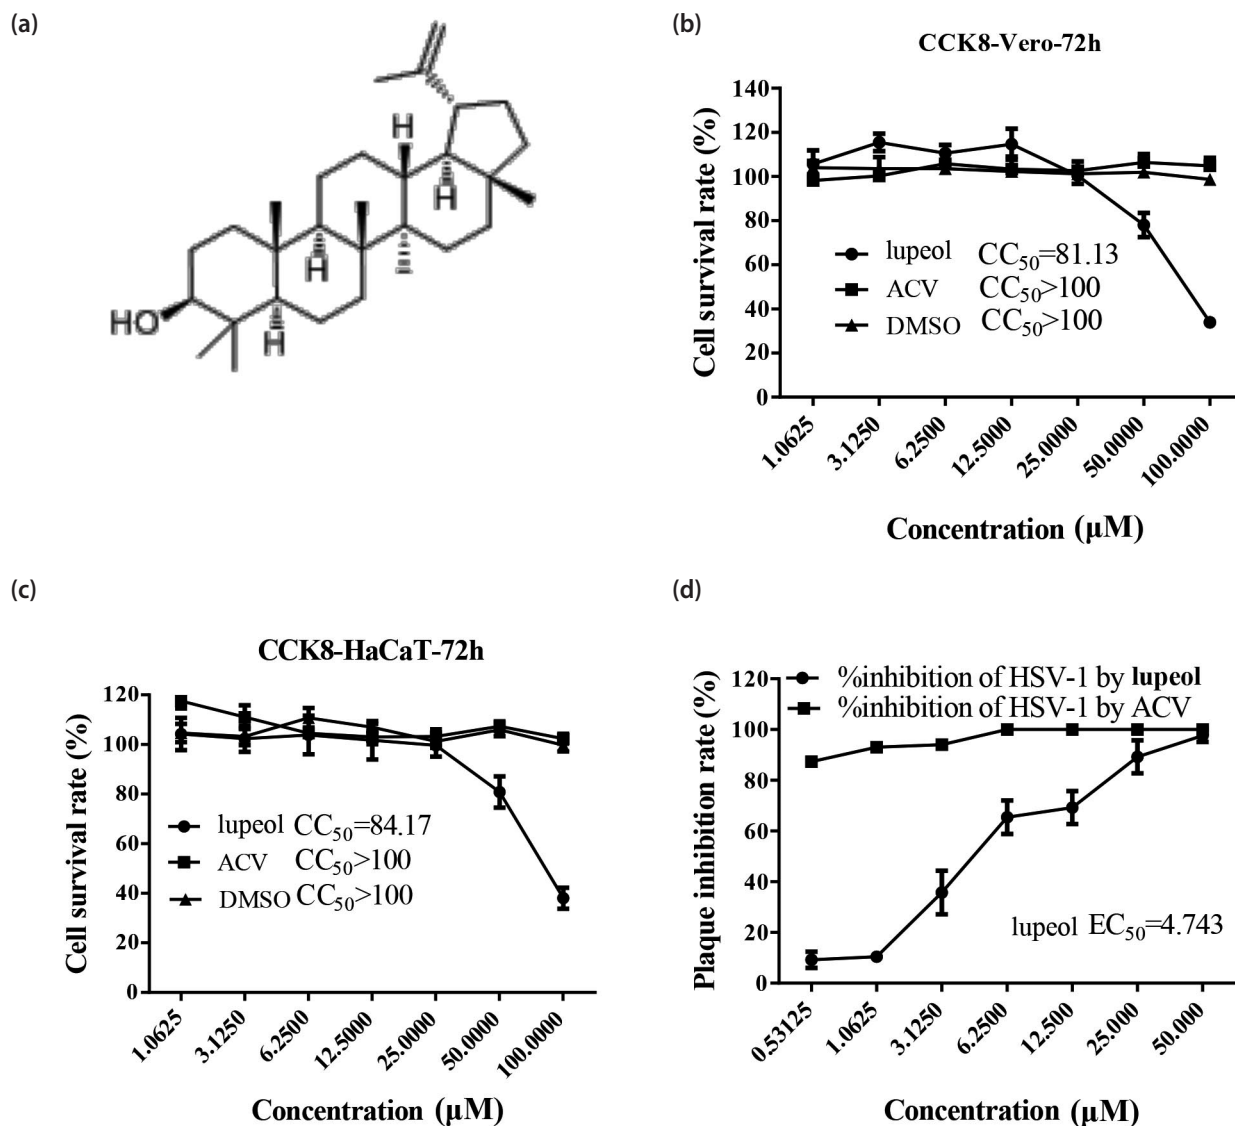 (a)
H
H
H
H
HO
(b)
CCK8-Vero-72h
Cell survival rate (%)
140
120
100
80
60
40
20
0
lupeol CC50=81.13
ACV CC50>100
DMSO CC50>100
1.0625
3.1250
6.2500
12.5000
25.0000
50.0000
100.0000
Concentration (μM)
(c)
CCK8-HaCaT-72h
Cell survival rate (%)
120
100
80
60
40
20
0
lupeol CC50=84.17
ACV CC50>100
DMSO CC50>100
1.0625
3.1250
6.2500
12.5000
25.0000
50.0000
100.0000
Concentration (μM)
(d)
%inhibition of HSV-1 by lupeol
%inhibition of HSV-1 by ACV
Plaque inhibition rate (%)
120
100
80
60
40
20
0
lupeol EC50=4.743
0.53125
1.0625
3.1250
6.2500
12.500
25.000
50.000
Concentration (μM)